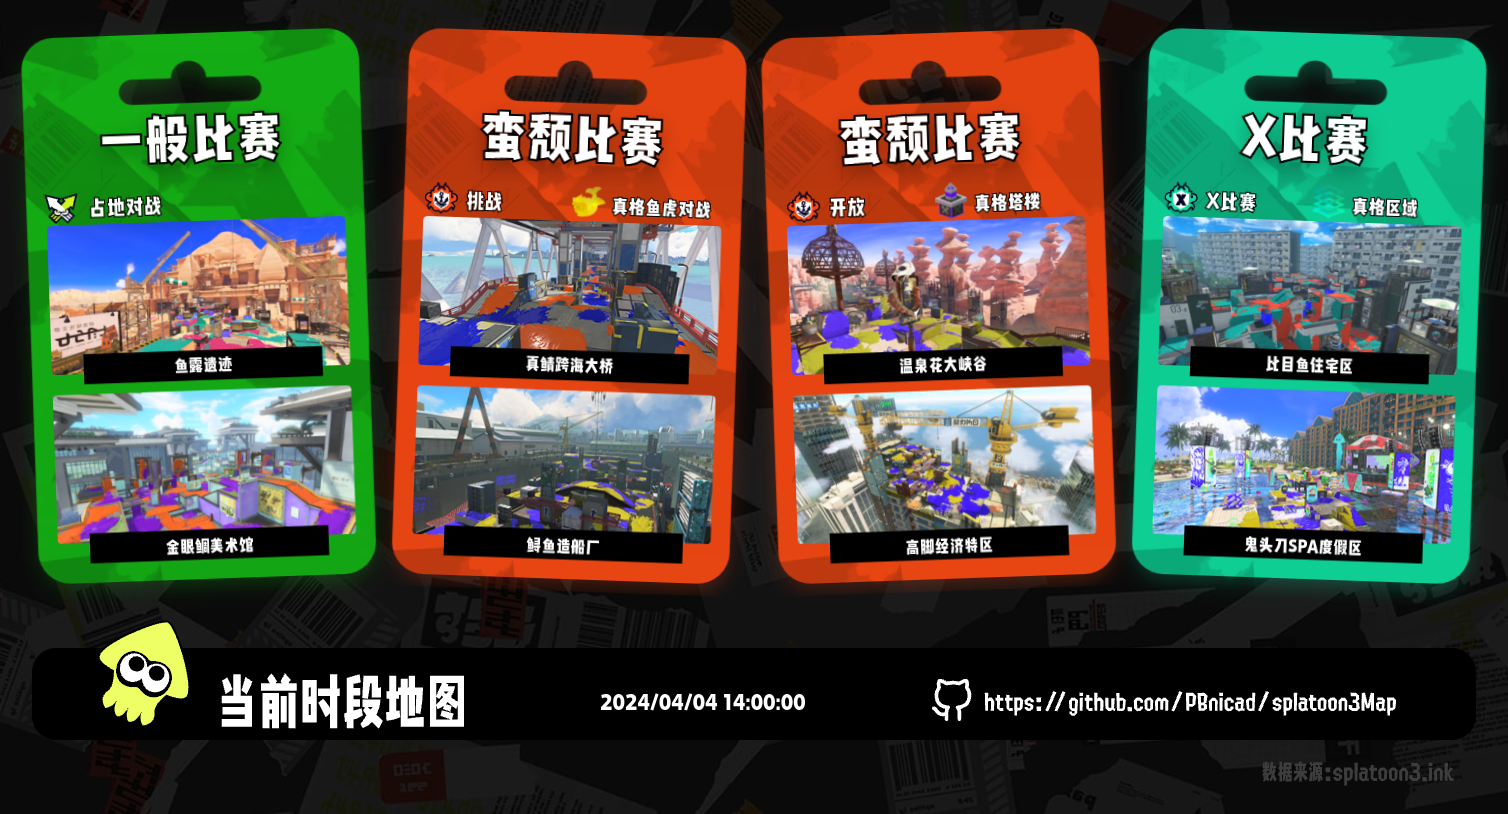 一般比赛
占地对战
鱼露遗迹
金眼鲷美术馆
蛮颓比赛
挑战
真格鱼虎对战
真鲭跨海大桥
鲟鱼造船厂
蛮颓比赛
开放
真格塔楼
温泉花大峡谷
高脚经济特区
X比赛
X比赛
真格区域
比目鱼住宅区
鬼头刀SPA度假区
当前时段地图
2024/04/04 14:00:00
https://github.com/PBnicad/splatoon3Map
数据来源:splatoon3.ink